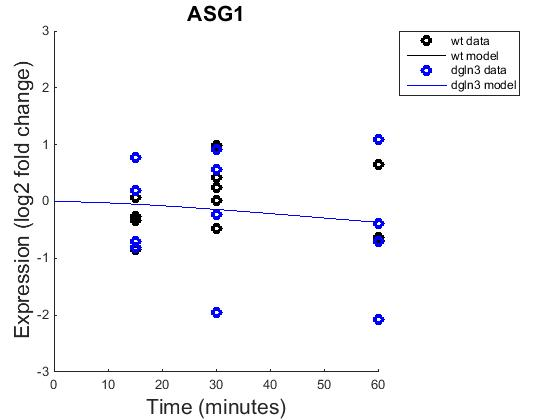 ASG1
wt data
wt model
dgln3 data
dgln3 model
Expression (log2 fold change)
3
2
1
0
-1
-2
-3
0 10 20 30 40 50 60
Time (minutes)